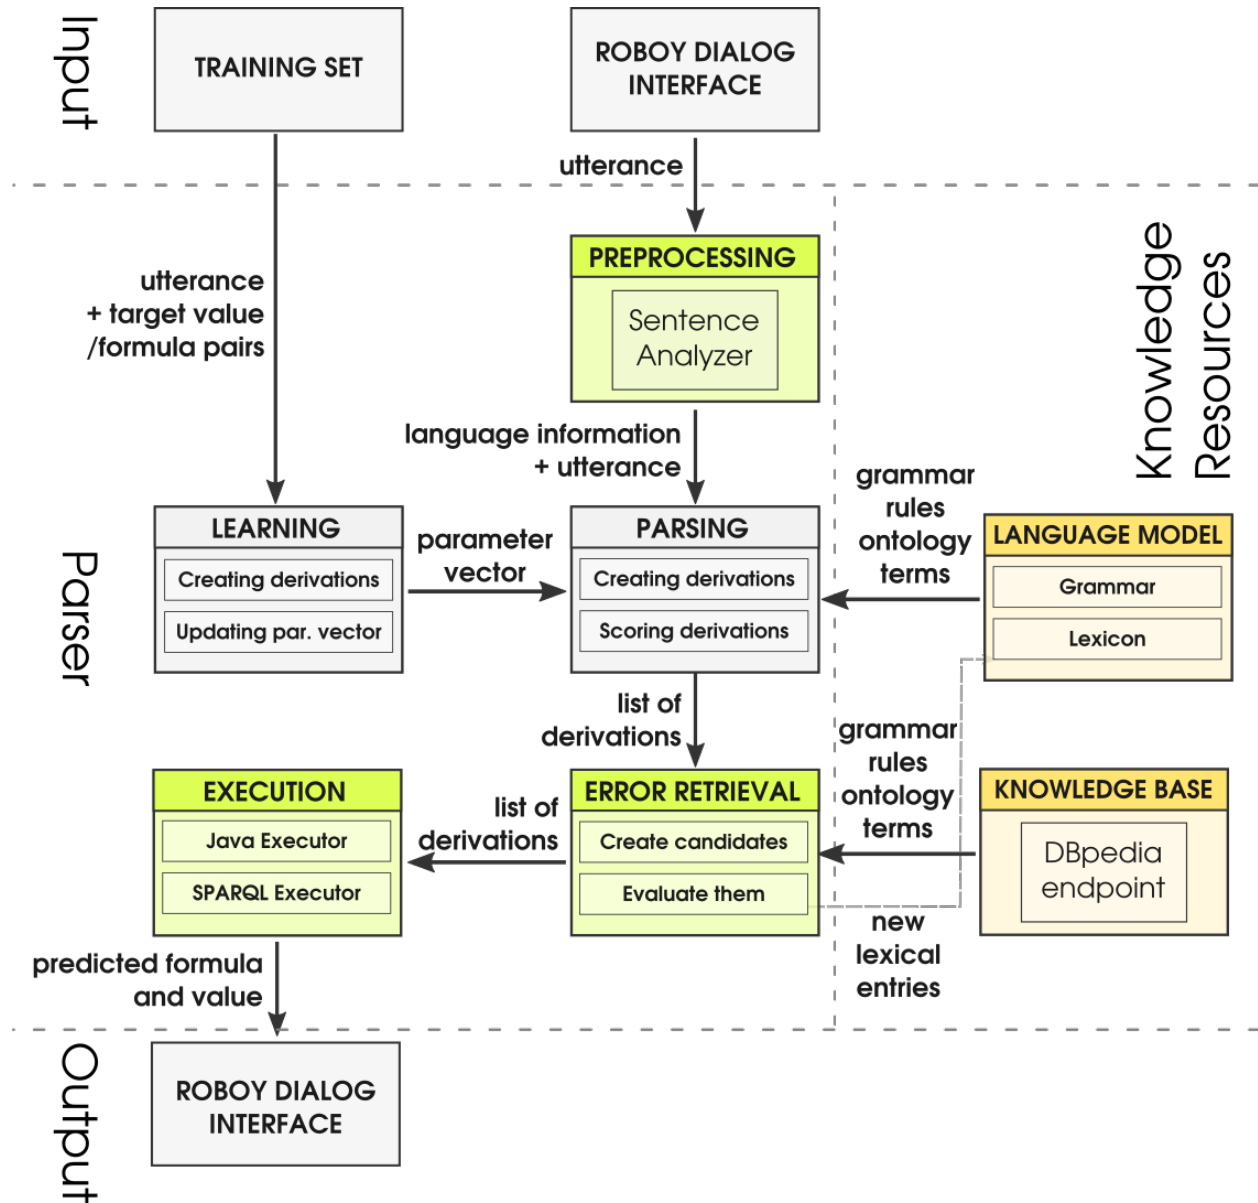 Input
TRAINING SET
ROBOY DIALOG
INTERFACE
utterance
Knowledge
Resources
Parser
utterance
+ target value
/formula pairs
PREPROCESSING
Sentence
Analyzer
language information
+ utterance
LEARNING
Creating derivations
Updating par. vector
parameter
vector
PARSING
Creating derivations
Scoring derivations
grammar
rules
ontology
terms
LANGUAGE MODEL
Grammar
Lexicon
list of
derivations
EXECUTION
Java Executor
SPARQL Executor
list of
derivations
ERROR RETRIEVAL
Create candidates
Evaluate them
grammar
rules
ontology
terms
KNOWLEDGE BASE
DBpedia
endpoint
new
lexical
entries
predicted formula
and value
Output
ROBOY DIALOG
INTERFACE